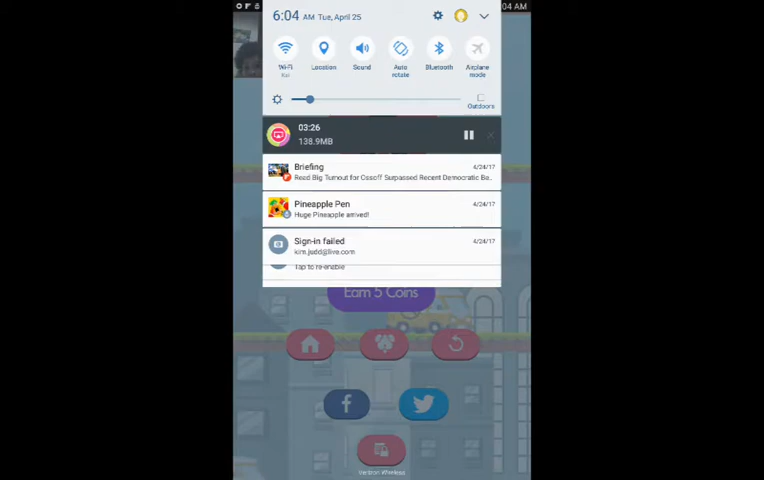 04 AM
6:04 AM Tue, April 25
Wi-Fi
Location
Sound
Auto rotate
Bluetooth
Airplane mode
Outdoors
03:26
138.9MB
Briefing 4/24/17
Read Big Turnout for Ossoff Surpassed Recent Democratic Be..
Pineapple Pen 4/24/17
Huge Pineapple arrived!
Sign-in failed 4/24/17
kim.judd@live.com
Tap to re-enable
Earn 5 Coins
Verizon Wireless